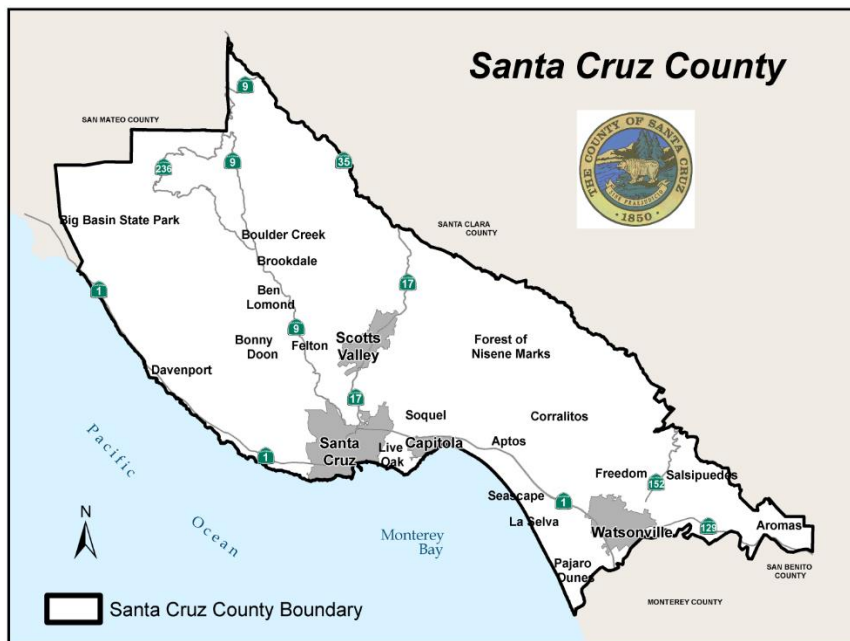 Santa Cruz County
THE COUNTY OF SANTA CRUZ
· 1850 ·
SAN MATEO COUNTY
9
236
9
35
Big Basin State Park
SANTA CLARA
COUNTY
Boulder Creek
Brookdale
1
Ben
Lomond
17
9
Bonny
Doon
Felton
Scotts
Valley
Forest of
Nisene Marks
Davenport
17
Soquel
Corralitos
Pacific
Ocean
1
Santa
Cruz
Live
Oak
Capitola
Aptos
Freedom
Salsipuedes
152
Seascape
1
La Selva
Watsonville
129
Aromas
N
Monterey
Bay
Pajaro
Dunes
SAN BENITO
COUNTY
MONTEREY COUNTY
Santa Cruz County Boundary